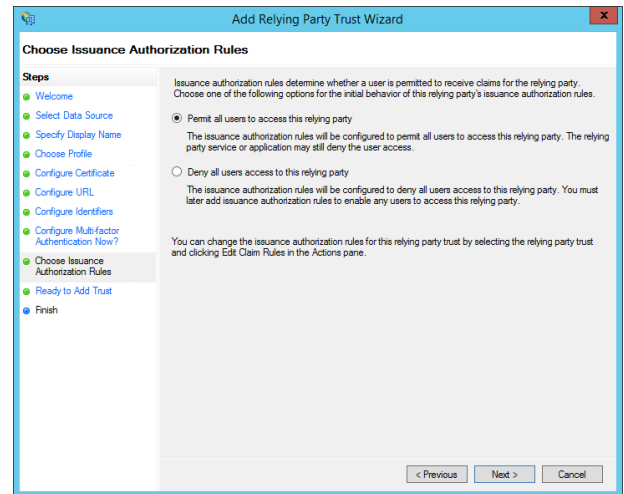 Add Relying Party Trust Wizard
x
Choose Issuance Authorization Rules
Steps
Welcome
Select Data Source
Specify Display Name
Choose Profile
Configure Certificate
Configure URL
Configure Identifiers
Configure Multi-factor
Authentication Now?
Choose Issuance
Authorization Rules
Ready to Add Trust
Finish
Issuance authorization rules determine whether a user is permitted to receive claims for the relying party.
Choose one of the following options for the initial behavior of this relying party's issuance authorization rules.
Permit all users to access this relying party
The issuance authorization rules will be configured to permit all users to access this relying party. The relying
party service or application may still deny the user access.
Deny all users access to this relying party
The issuance authorization rules will be configured to deny all users access to this relying party. You must
later add issuance authorization rules to enable any users to access this relying party.
You can change the issuance authorization rules for this relying party trust by selecting the relying party trust
and clicking Edit Claim Rules in the Actions pane.
< Previous
Next >
Cancel